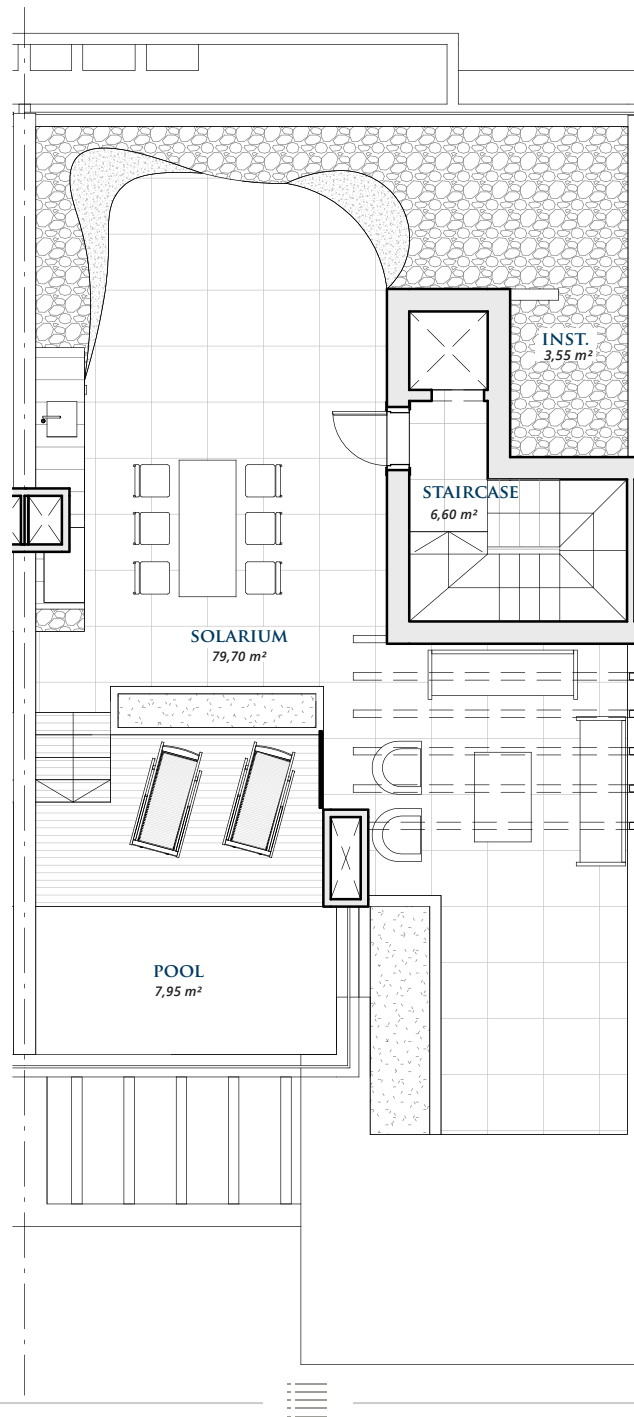 INST.
3,55 m²
STAIRCASE
6,60 m²
SOLARIUM
79,70 m²
POOL
7,95 m²